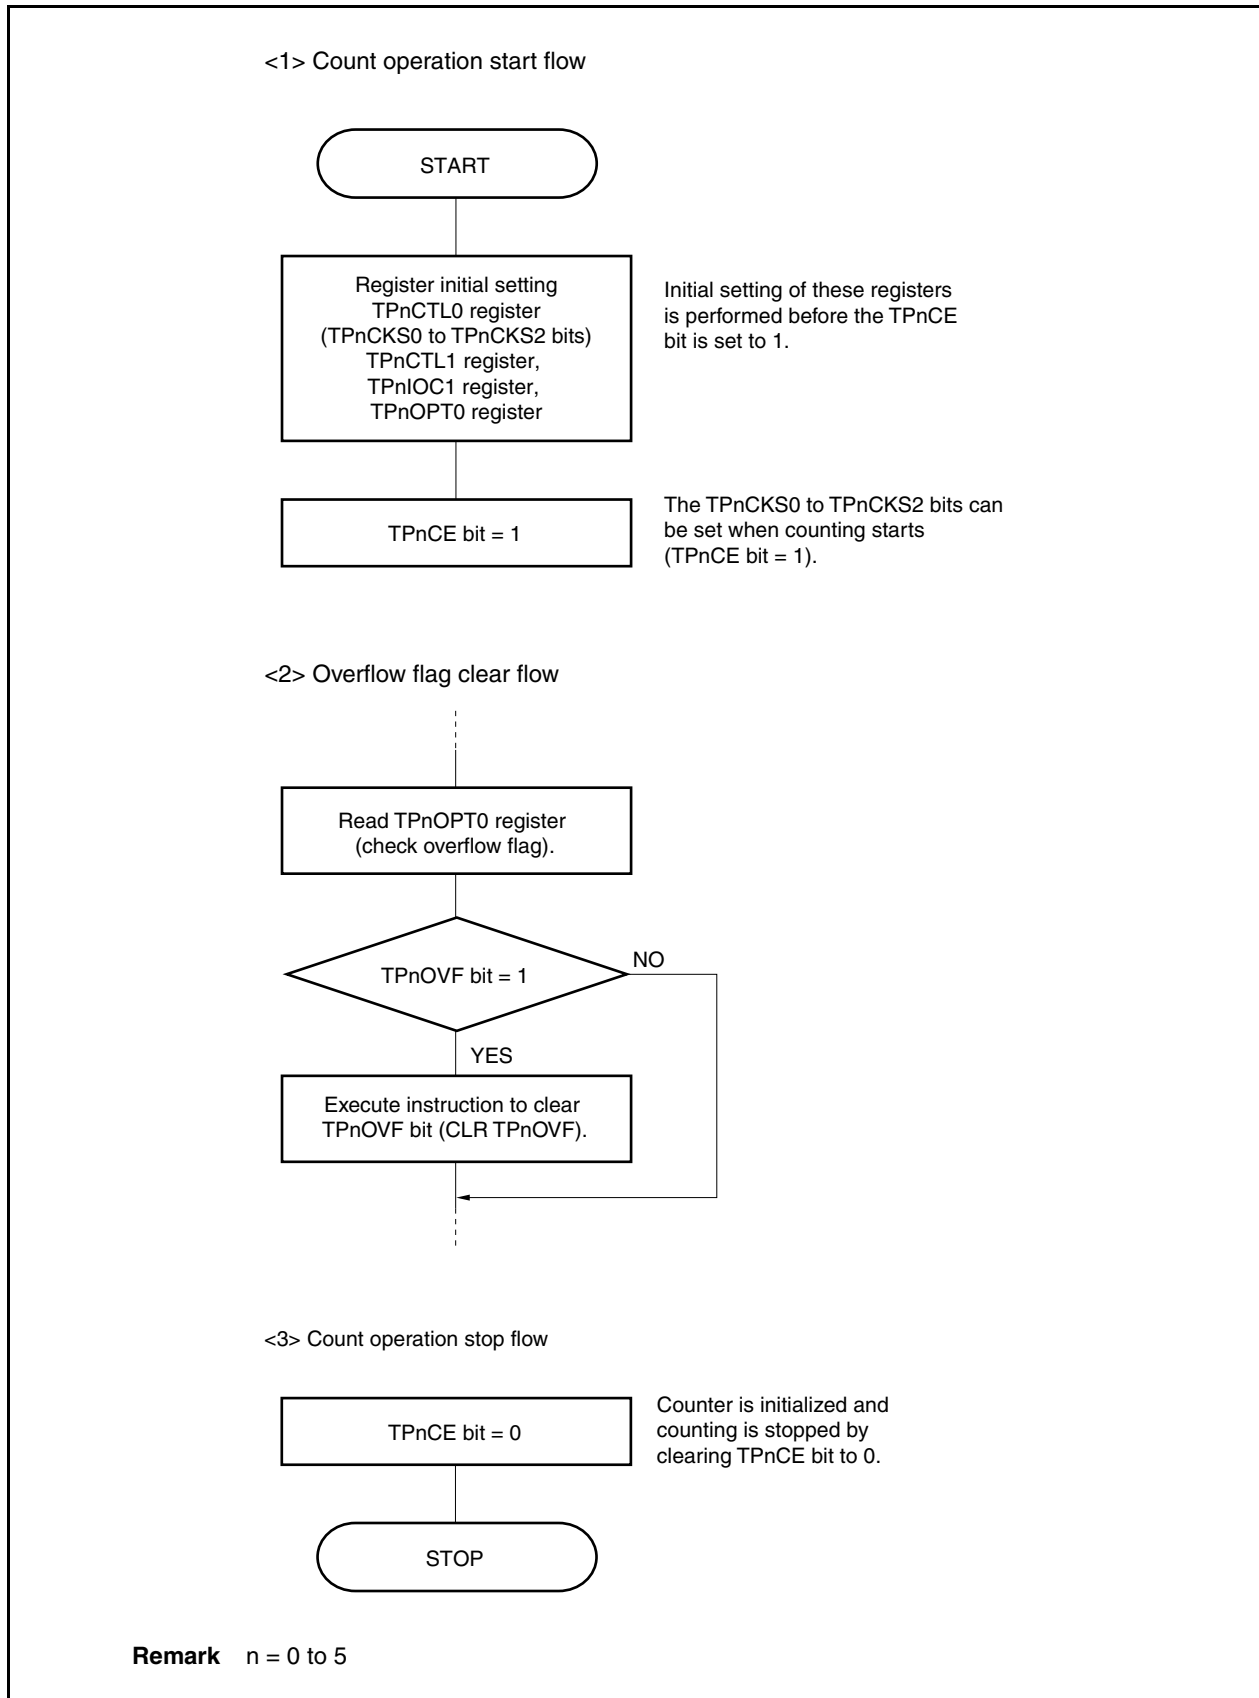 <1> Count operation start flow
START
Register initial setting
TPnCTL0 register
(TPnCKS0 to TPnCKS2 bits)
TPnCTL1 register,
TPnIOC1 register,
TPnOPT0 register
Initial setting of these registers
is performed before the TPnCE
bit is set to 1.
TPnCE bit = 1
The TPnCKS0 to TPnCKS2 bits can
be set when counting starts
(TPnCE bit = 1).
<2> Overflow flag clear flow
Read TPnOPT0 register
(check overflow flag).
TPnOVF bit = 1
NO
YES
Execute instruction to clear
TPnOVF bit (CLR TPnOVF).
<3> Count operation stop flow
TPnCE bit = 0
Counter is initialized and
counting is stopped by
clearing TPnCE bit to 0.
STOP
Remark n = 0 to 5